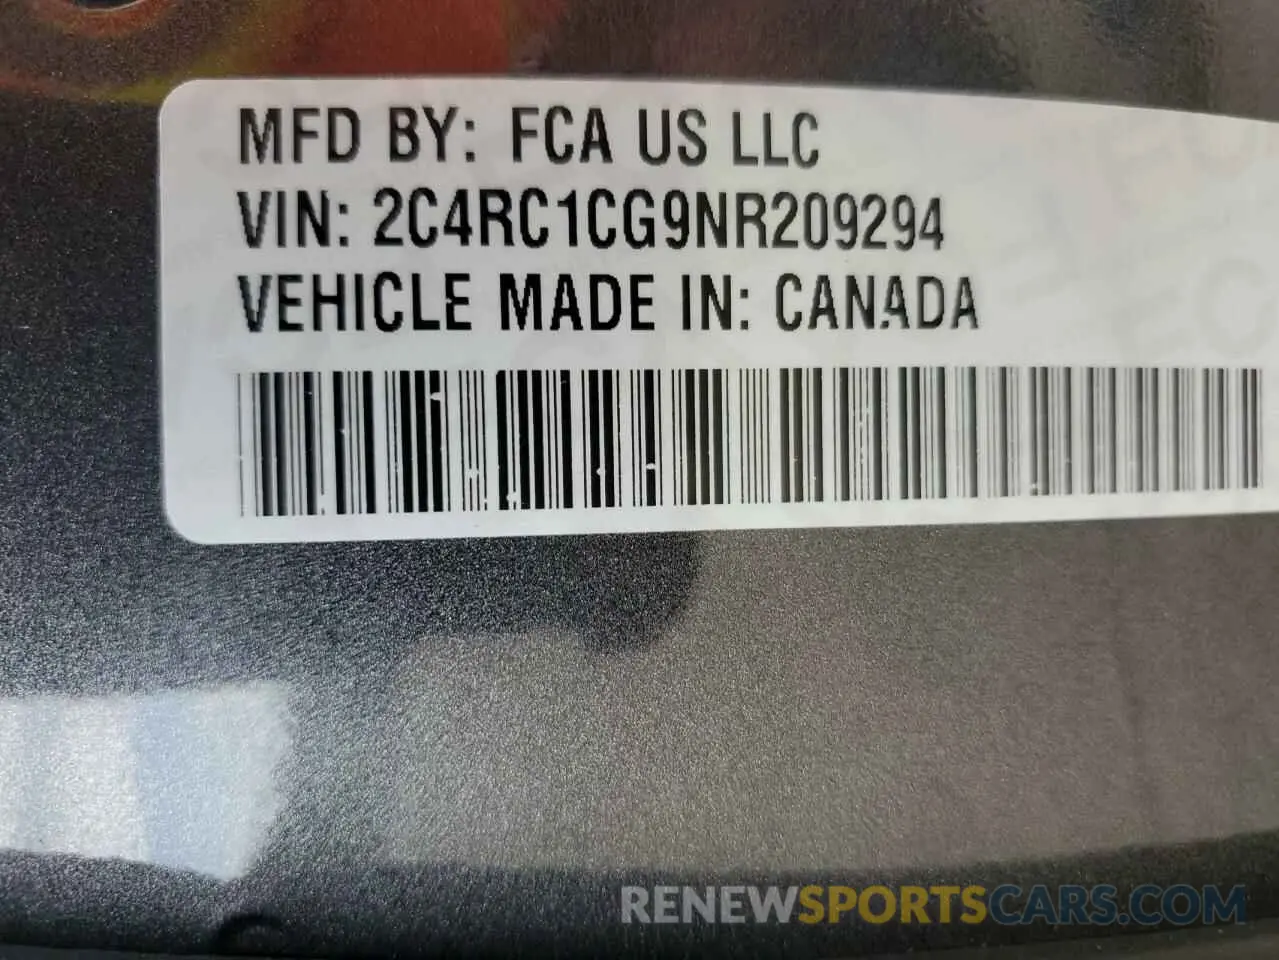 MFD BY: FCA US LLC
VIN: 2C4RC1CG9NR209294
VEHICLE MADE IN: CANADA
RENEWSPORTSCARS.COM